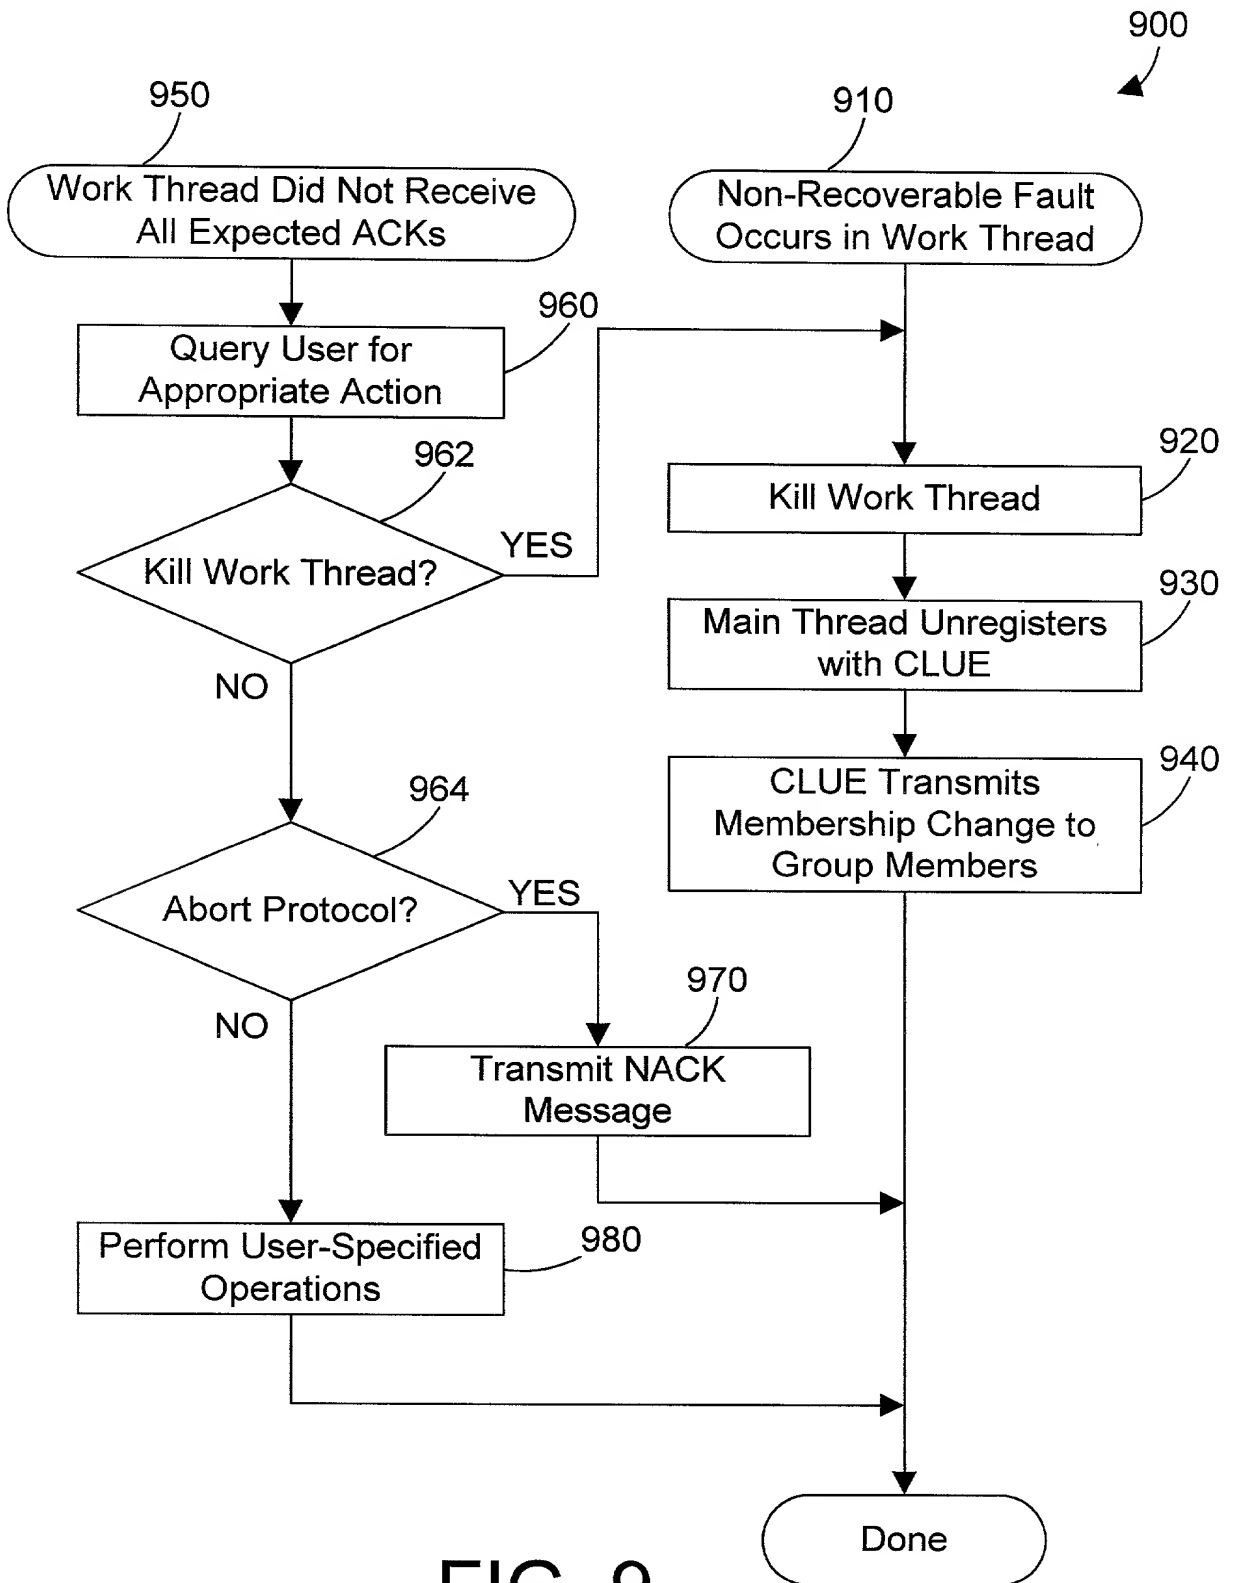 900
950
910
Work Thread Did Not Receive
All Expected ACKs
Non-Recoverable Fault
Occurs in Work Thread
960
Query User for
Appropriate Action
962
920
Kill Work Thread
YES
Kill Work Thread?
930
Main Thread Unregisters
with CLUE
NO
940
CLUE Transmits
Membership Change to
Group Members
964
YES
Abort Protocol?
970
NO
Transmit NACK
Message
980
Perform User-Specified
Operations
Done
FIG. 9